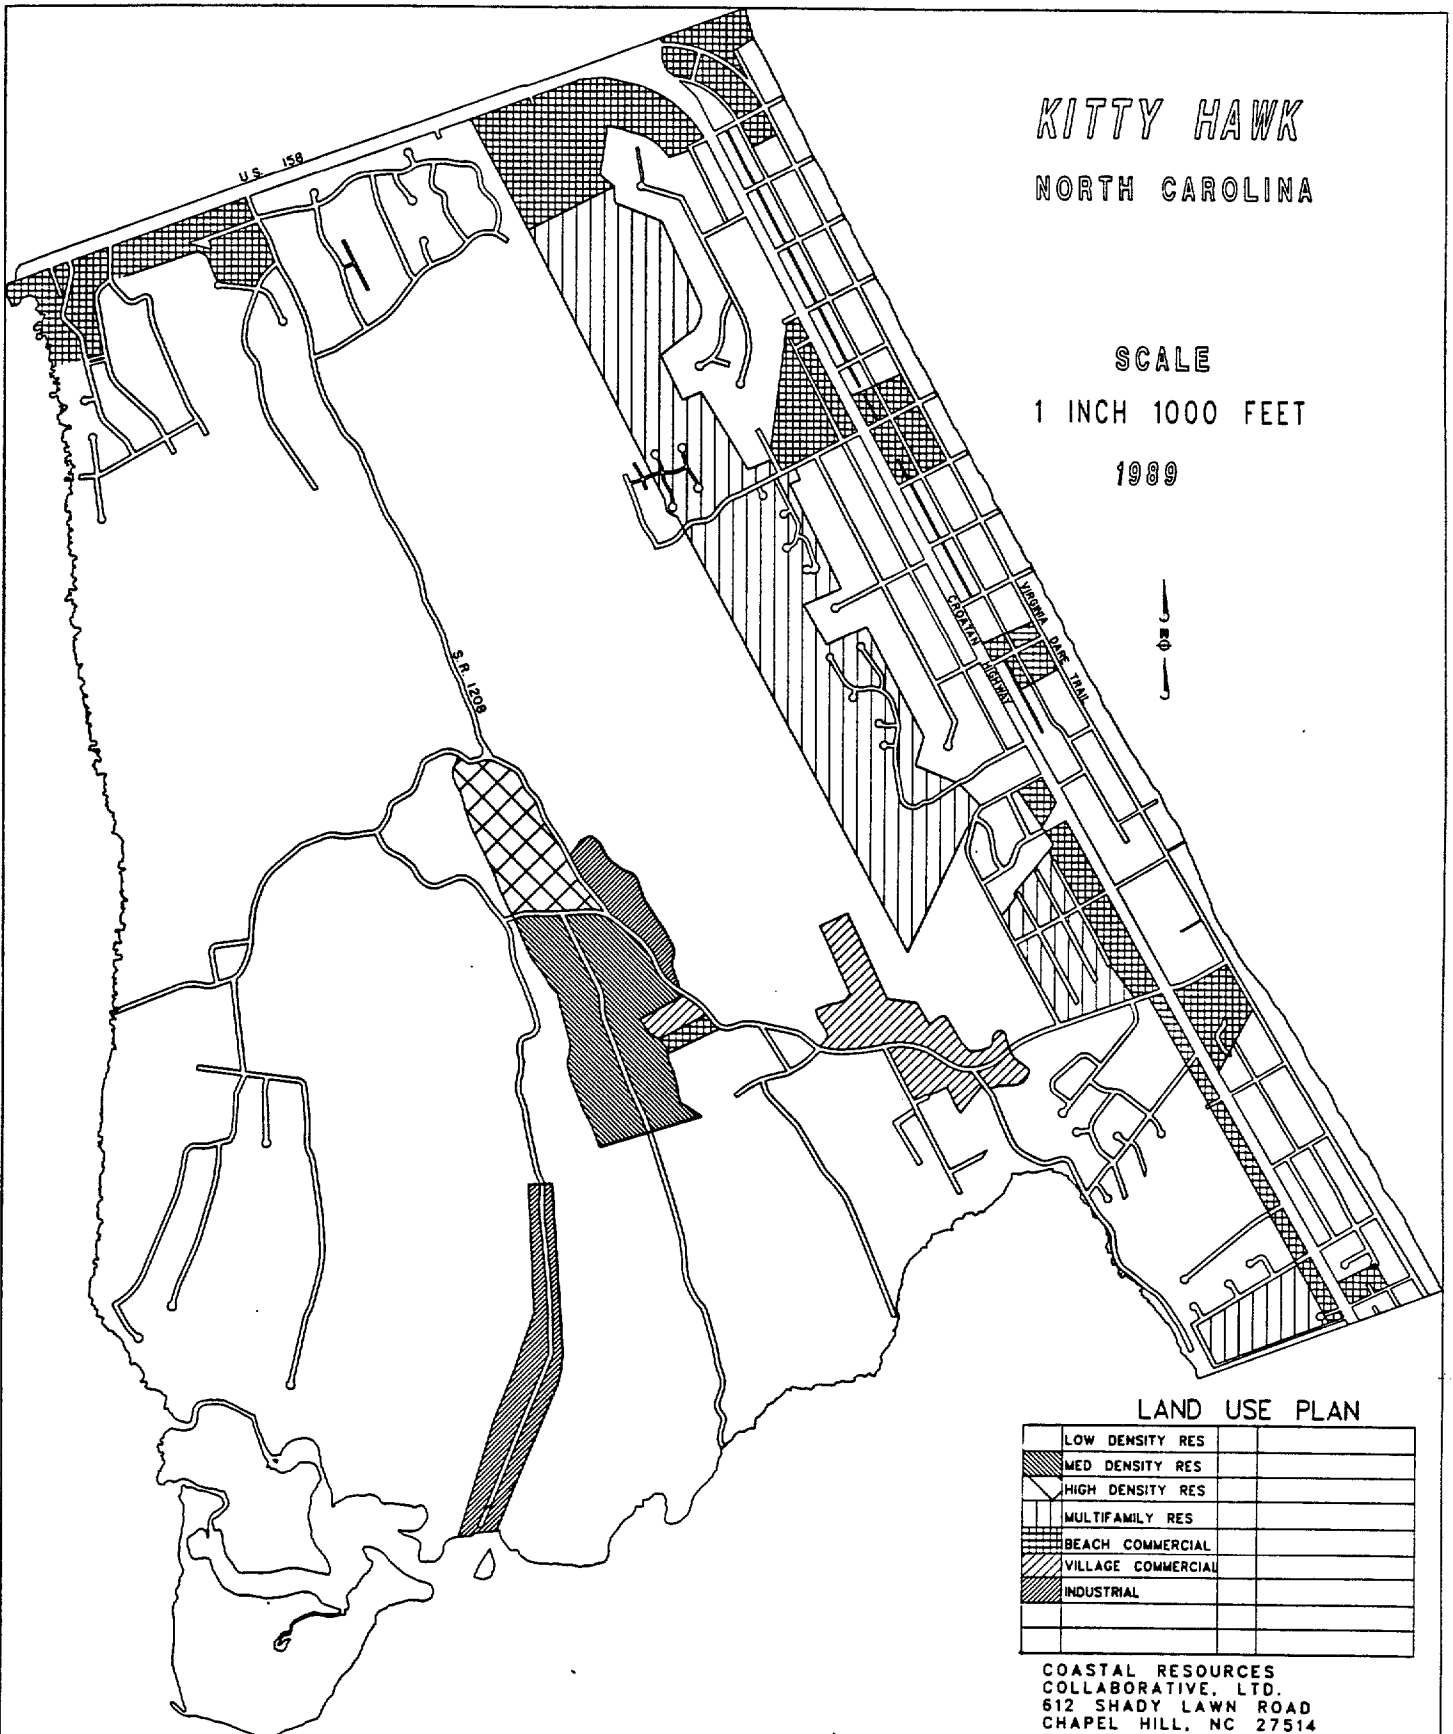 KITTY HAWK
NORTH CAROLINA
U.S. 158
SCALE
1 INCH 1000 FEET
1989
N
S.R. 1208
CROATAN HIGHWAY
VIRGINIA DARE TRAIL
LAND USE PLAN
LOW DENSITY RES
MED DENSITY RES
HIGH DENSITY RES
MULTIFAMILY RES
BEACH COMMERCIAL
VILLAGE COMMERCIAL
INDUSTRIAL
COASTAL RESOURCES
COLLABORATIVE, LTD.
612 SHADY LAWN ROAD
CHAPEL HILL, NC 27514